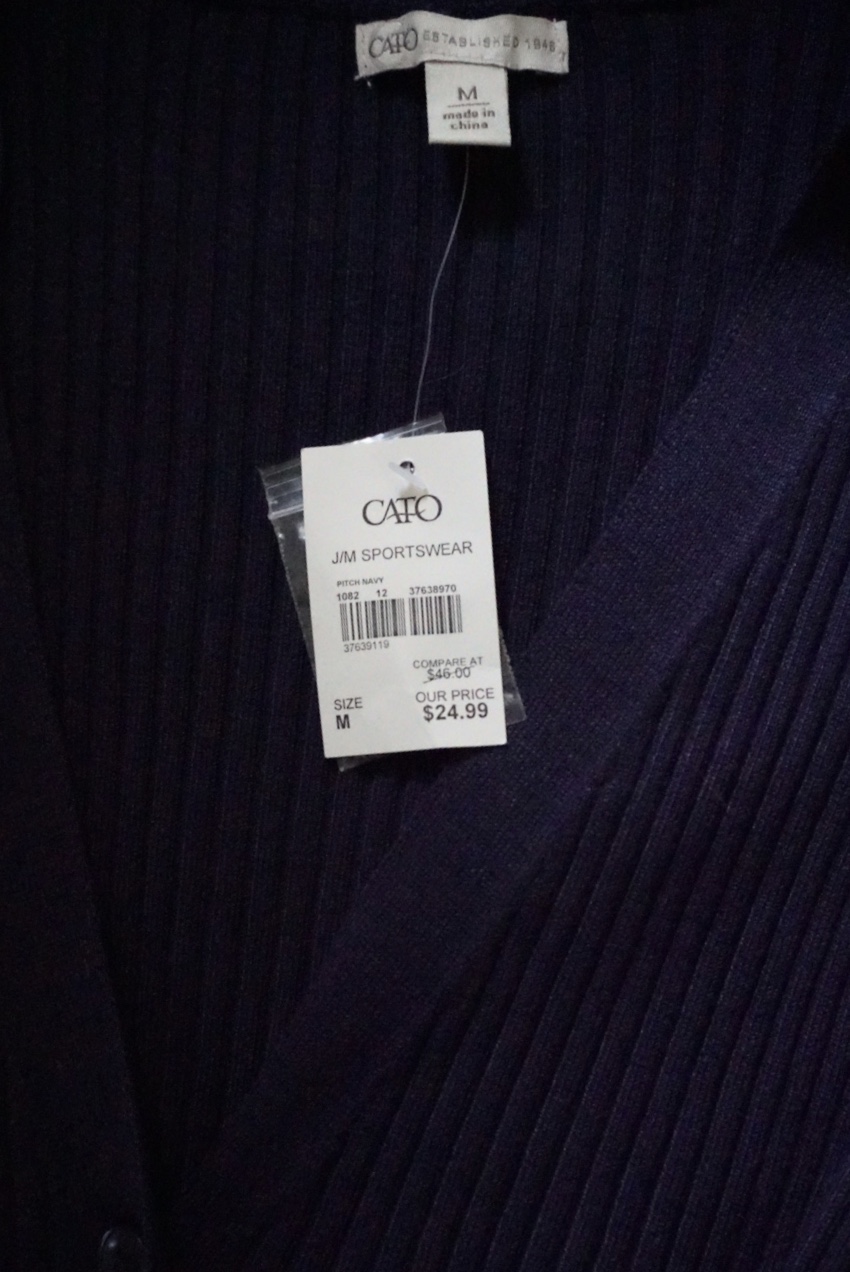 CATO ESTABLISHED 1946
M
made in
china
CATO
J/M SPORTSWEAR
PITCH NAVY
1082 12 37638970
37639119
COMPARE AT
$46.00
SIZE OUR PRICE
M $24.99